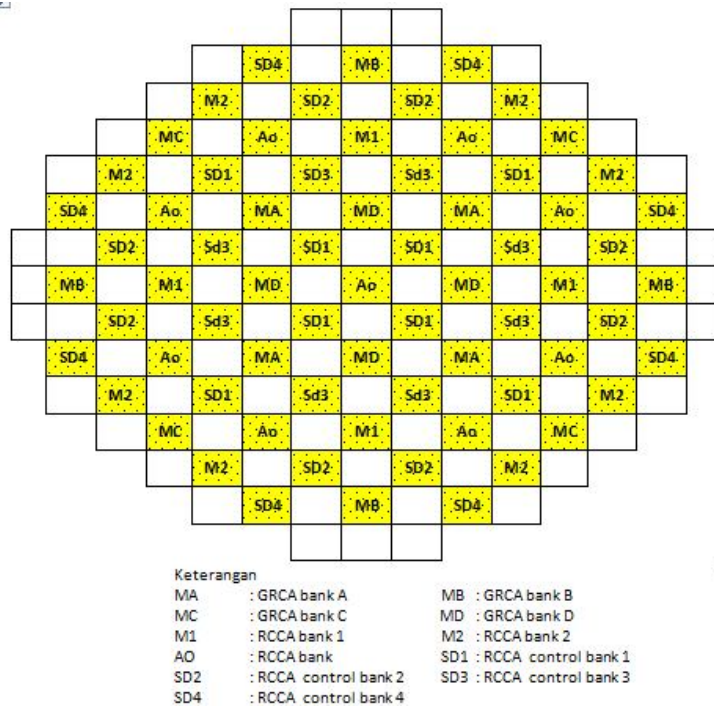 SD4 MB SD4
M2 SD2 SD2 M2
MC Ao M1 Ao MC
M2 SD1 SD3 Sd3 SD1 M2
SD4 Ao MA MD MA Ao SD4
SD2 Sd3 SD1 SD1 Sd3 SD2
MB M1 MD Ao MD M1 MB
SD2 Sd3 SD1 SD1 Sd3 SD2
SD4 Ao MA MD MA Ao SD4
M2 SD1 Sd3 Sd3 SD1 M2
MC Ao M1 Ao MC
M2 SD2 SD2 M2
SD4 MB SD4
Keterangan
MA : GRCA bank A MB : GRCA bank B
MC : GRCA bank C MD : GRCA bank D
M1 : RCCA bank 1 M2 : RCCA bank 2
AO : RCCA bank SD1 : RCCA control bank 1
SD2 : RCCA control bank 2 SD3 : RCCA control bank 3
SD4 : RCCA control bank 4